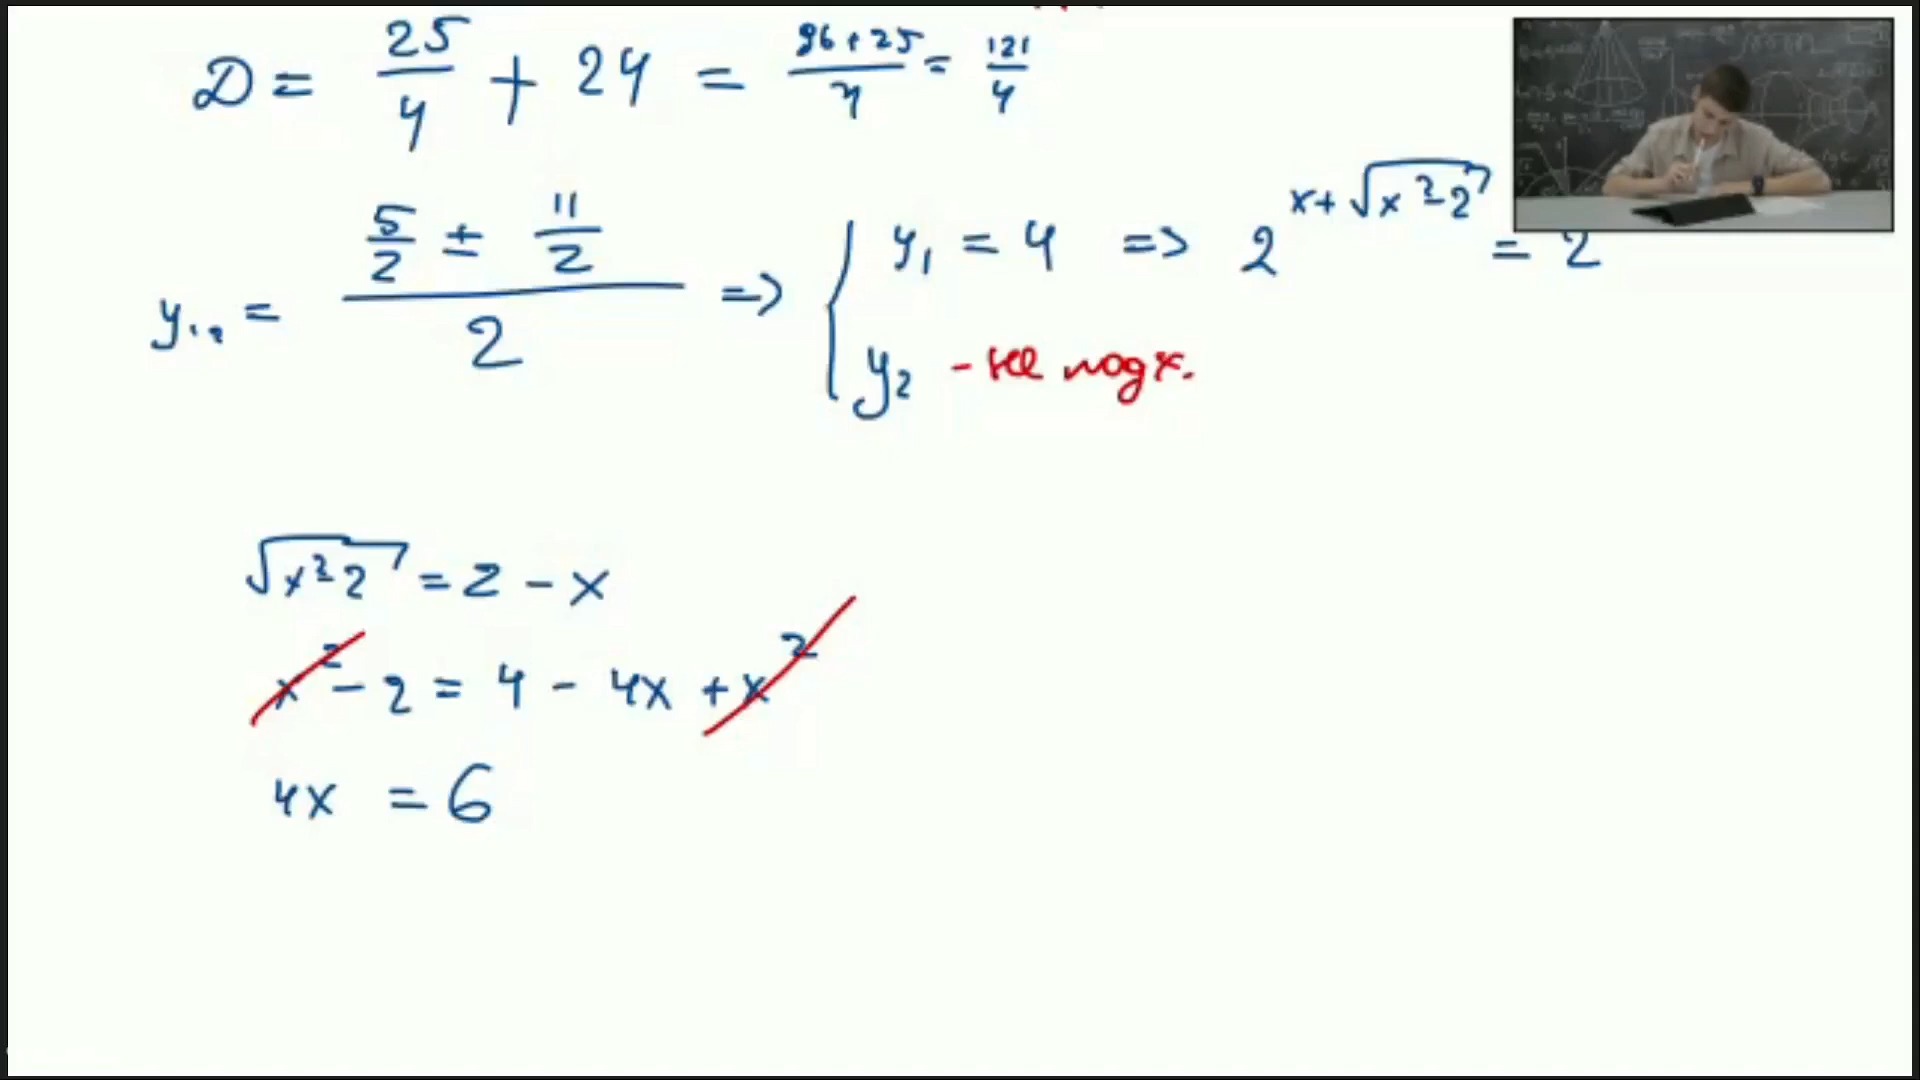 D = 25/4 + 24 = 96+25/4 = 121/4
y₁,₂ = (5/2 ± 11/2)/2 => { y₁ = 4 => 2^(x+√(x²-2)) = 2
y₂ - не подх.
√(x²-2) = 2 - x
x² - 2 = 4 - 4x + x²
4x = 6